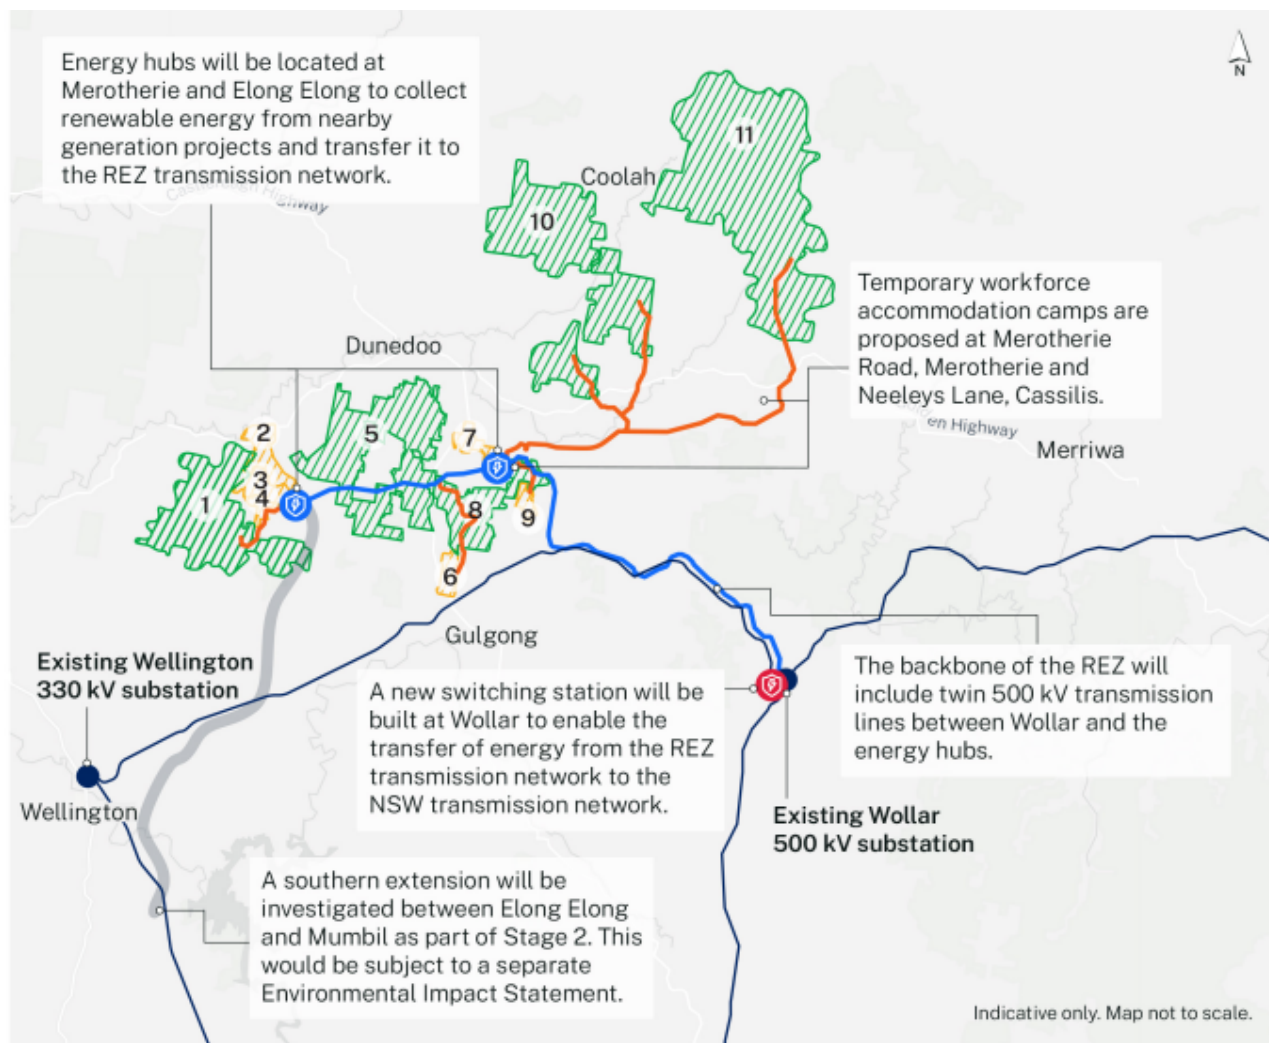 N
Energy hubs will be located at
Merotherie and Elong Elong to collect
renewable energy from nearby
generation projects and transfer it to
the REZ transmission network.
Highway
11
Coolah
10
Temporary workforce
accommodation camps are
proposed at Merotherie
Road, Merotherie and
Neeleys Lane, Cassilis.
Dunedoo
en Highway
Merriwa
2
5
7
3
4
1
8
9
6
Gulgong
Existing Wellington
330 kV substation
A new switching station will be
built at Wollar to enable the
transfer of energy from the REZ
transmission network to the
NSW transmission network.
The backbone of the REZ will
include twin 500 kV transmission
lines between Wollar and the
energy hubs.
Wellington
Existing Wollar
500 kV substation
A southern extension will be
investigated between Elong Elong
and Mumbil as part of Stage 2. This
would be subject to a separate
Environmental Impact Statement.
Indicative only. Map not to scale.